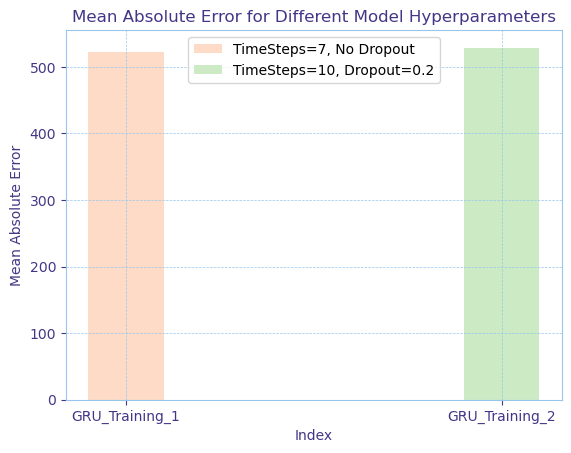 Mean Absolute Error for Different Model Hyperparameters
TimeSteps=7, No Dropout
TimeSteps=10, Dropout=0.2
Mean Absolute Error
500
400
300
200
100
0
GRU_Training_1
GRU_Training_2
Index